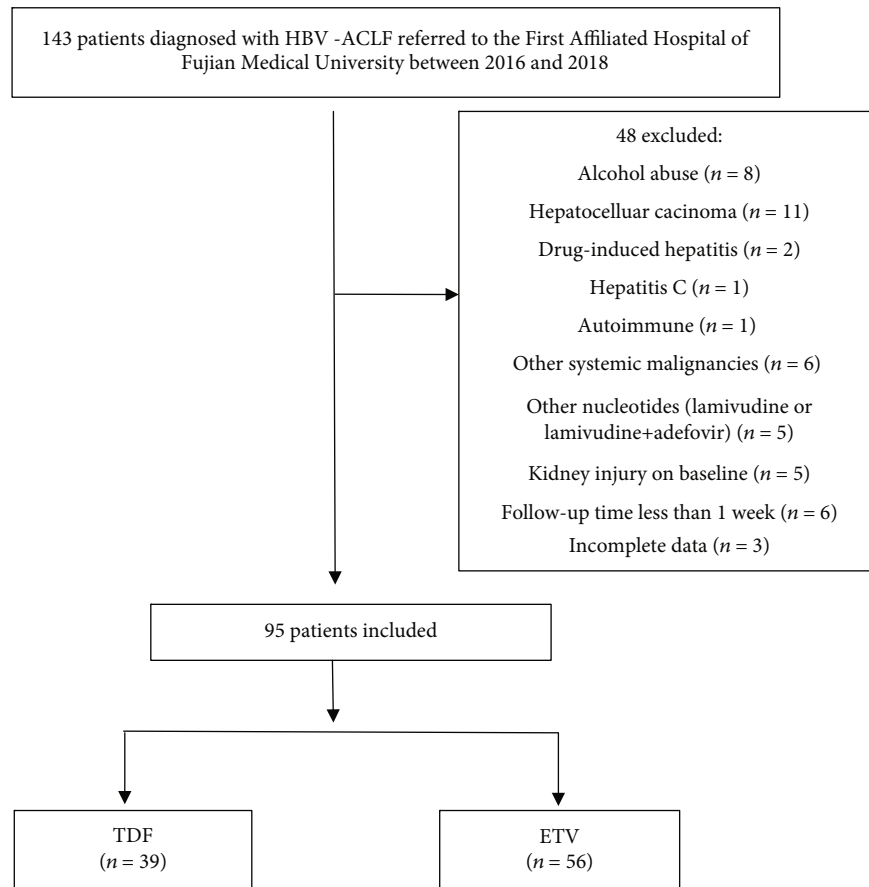 143 patients diagnosed with HBV -ACLF referred to the First Affiliated Hospital of
Fujian Medical University between 2016 and 2018
48 excluded:
Alcohol abuse (n = 8)
Hepatocelluar cacinoma (n = 11)
Drug-induced hepatitis (n = 2)
Hepatitis C (n = 1)
Autoimmune (n = 1)
Other systemic malignancies (n = 6)
Other nucleotides (lamivudine or
lamivudine+adefovir) (n = 5)
Kidney injury on baseline (n = 5)
Follow-up time less than 1 week (n = 6)
Incomplete data (n = 3)
95 patients included
TDF
(n = 39)
ETV
(n = 56)